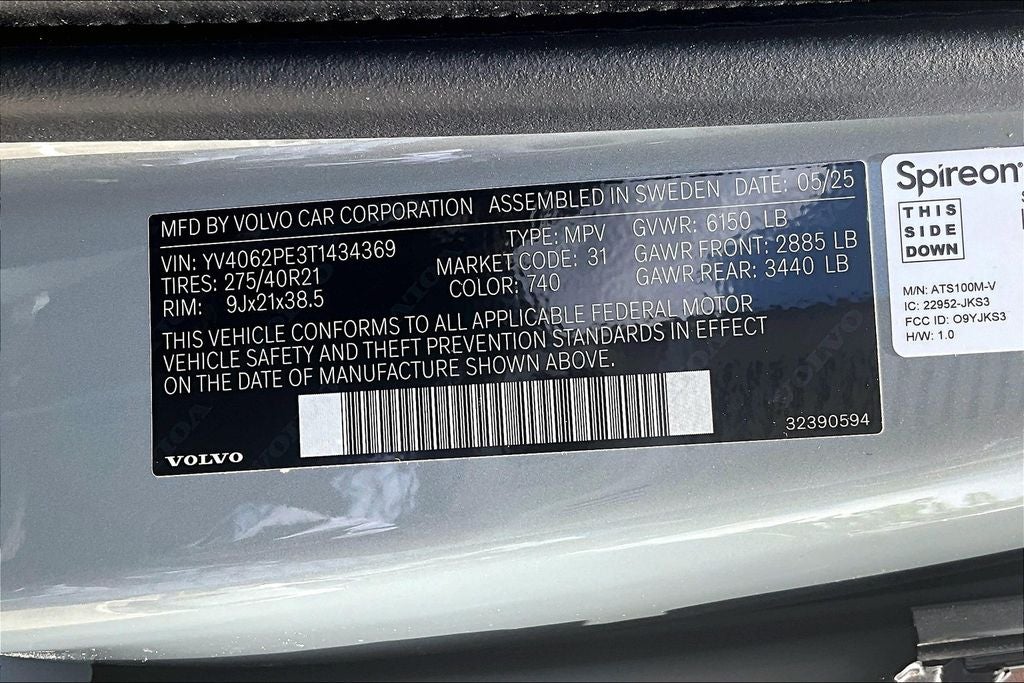 MFD BY VOLVO CAR CORPORATION ASSEMBLED IN SWEDEN DATE: 05/25
VIN: YV4062PE3T1434369 TYPE: MPV GVWR: 6150 LB
TIRES: 275/40R21 MARKET CODE: 31 GAWR FRONT: 2885 LB
RIM: 9Jx21x38.5 COLOR: 740 GAWR REAR: 3440 LB
THIS VEHICLE CONFORMS TO ALL APPLICABLE FEDERAL MOTOR
VEHICLE SAFETY AND THEFT PREVENTION STANDARDS IN EFFECT
ON THE DATE OF MANUFACTURE SHOWN ABOVE.
VOLVO
32390594
Spireon
THIS
SIDE
DOWN
M/N: ATS100M-V
IC: 22952-JKS3
FCC ID: O9YJKS3
H/W: 1.0